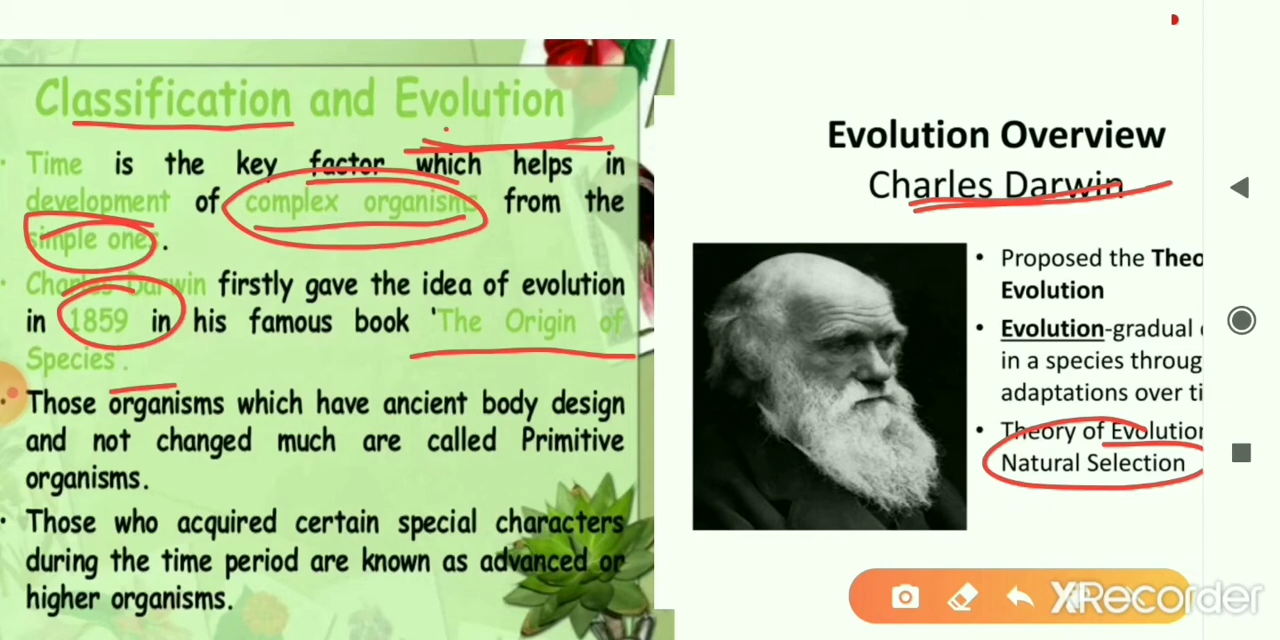 Classification and Evolution
Time is the key factor which helps in
development of complex organisms from the
simple ones.
Charles Darwin firstly gave the idea of evolution
in 1859 in his famous book 'The Origin of
Species.
Those organisms which have ancient body design
and not changed much are called Primitive
organisms.
Those who acquired certain special characters
during the time period are known as advanced or
higher organisms.
Evolution Overview
Charles Darwin
Proposed the Theo
Evolution
Evolution-gradual
in a species throug
adaptations over ti
Theory of Evolution
Natural Selection
XRecorder